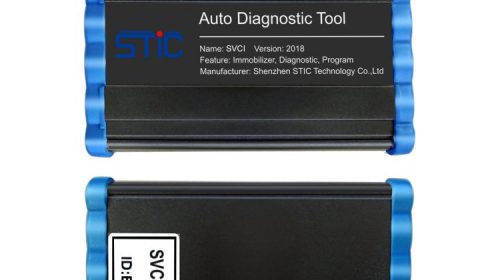 Auto Diagnostic Tool
STIC
Name: SVCI Version: 2018
Feature: Immobilizer, Diagnostic, Program
Manufacturer: Shenzhen STIC Technology Co.,Ltd
SVC
ID: